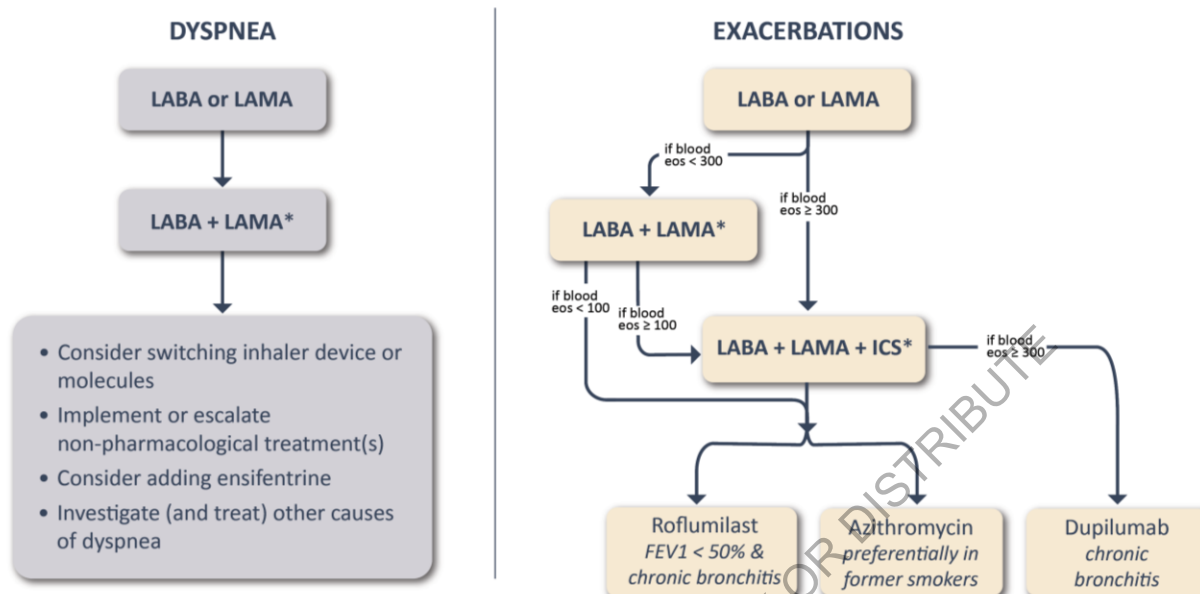 DYSPNEA
LABA or LAMA
LABA + LAMA*
• Consider switching inhaler device or
molecules
• Implement or escalate
non-pharmacological treatment(s)
• Consider adding ensifentrine
• Investigate (and treat) other causes
of dyspnea
EXACERBATIONS
LABA or LAMA
if blood
eos < 300
if blood
eos ≥ 300
LABA + LAMA*
if blood
eos < 100
if blood
eos ≥ 100
LABA + LAMA + ICS*
if blood
eos ≥ 300
Roflumilast
FEV1 < 50% &
chronic bronchitis
Azithromycin
preferentially in
former smokers
Dupilumab
chronic
bronchitis
OR DISTRIBUTE